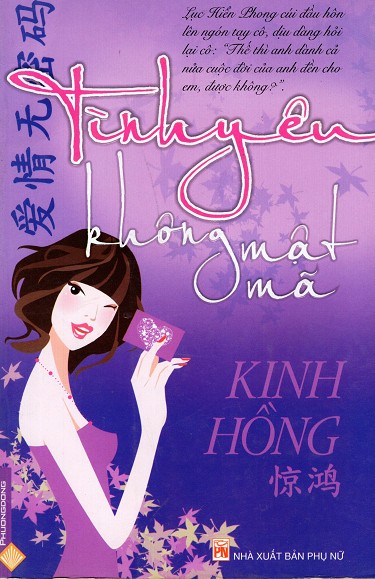 Lục Hiển Phong cúi đầu hôn
lên ngón tay cô, dịu dàng hỏi
lại cô: "Thế thì anh dành cả
nửa cuộc đời của anh đền cho
em, được không?".
爱情无密码
Tình yêu
không mật
mã
KINH
HỒNG
惊鸿
PN
NHÀ XUẤT BẢN PHỤ NỮ
PHUONGDONG